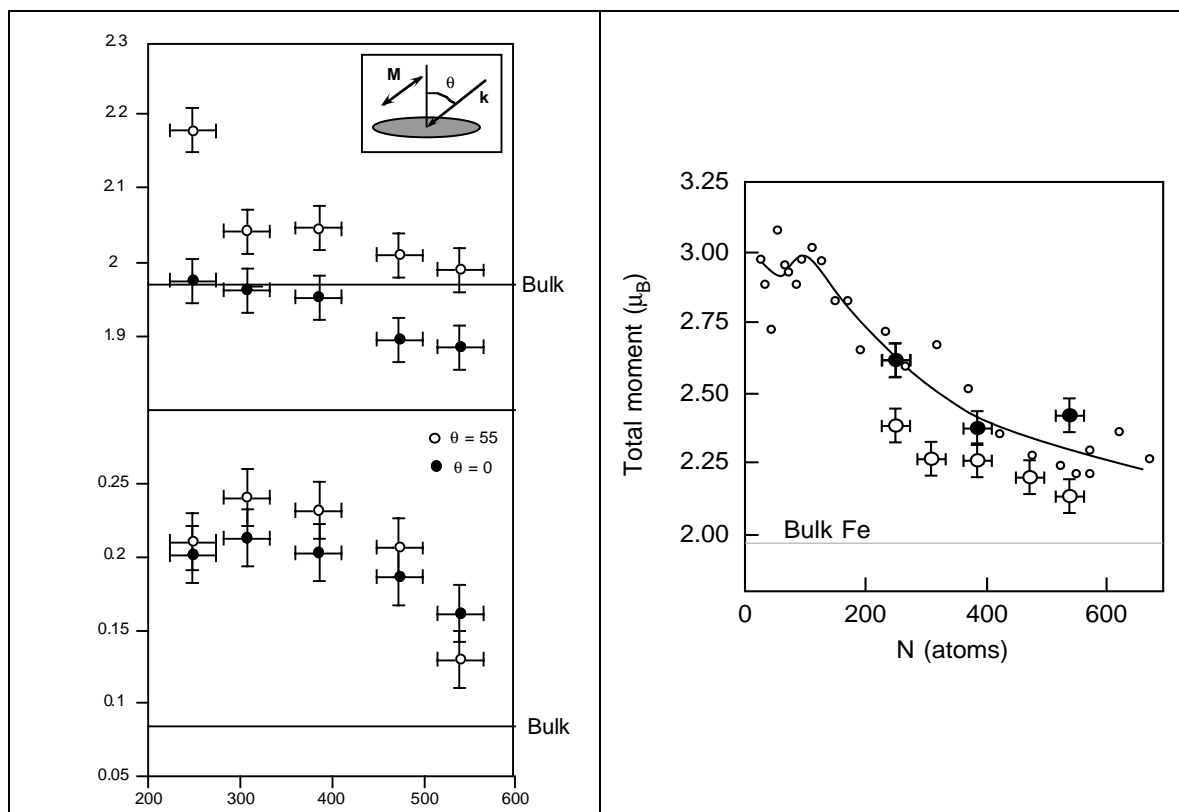 2.3
2.2
2.1
2
1.9
M
θ
k
Bulk
θ = 55
θ = 0
0.25
0.2
0.15
0.1
0.05
Bulk
200 300 400 500 600
3.25
3.00
2.75
2.50
2.25
2.00
Total moment (μB)
Bulk Fe
0 200 400 600
N (atoms)